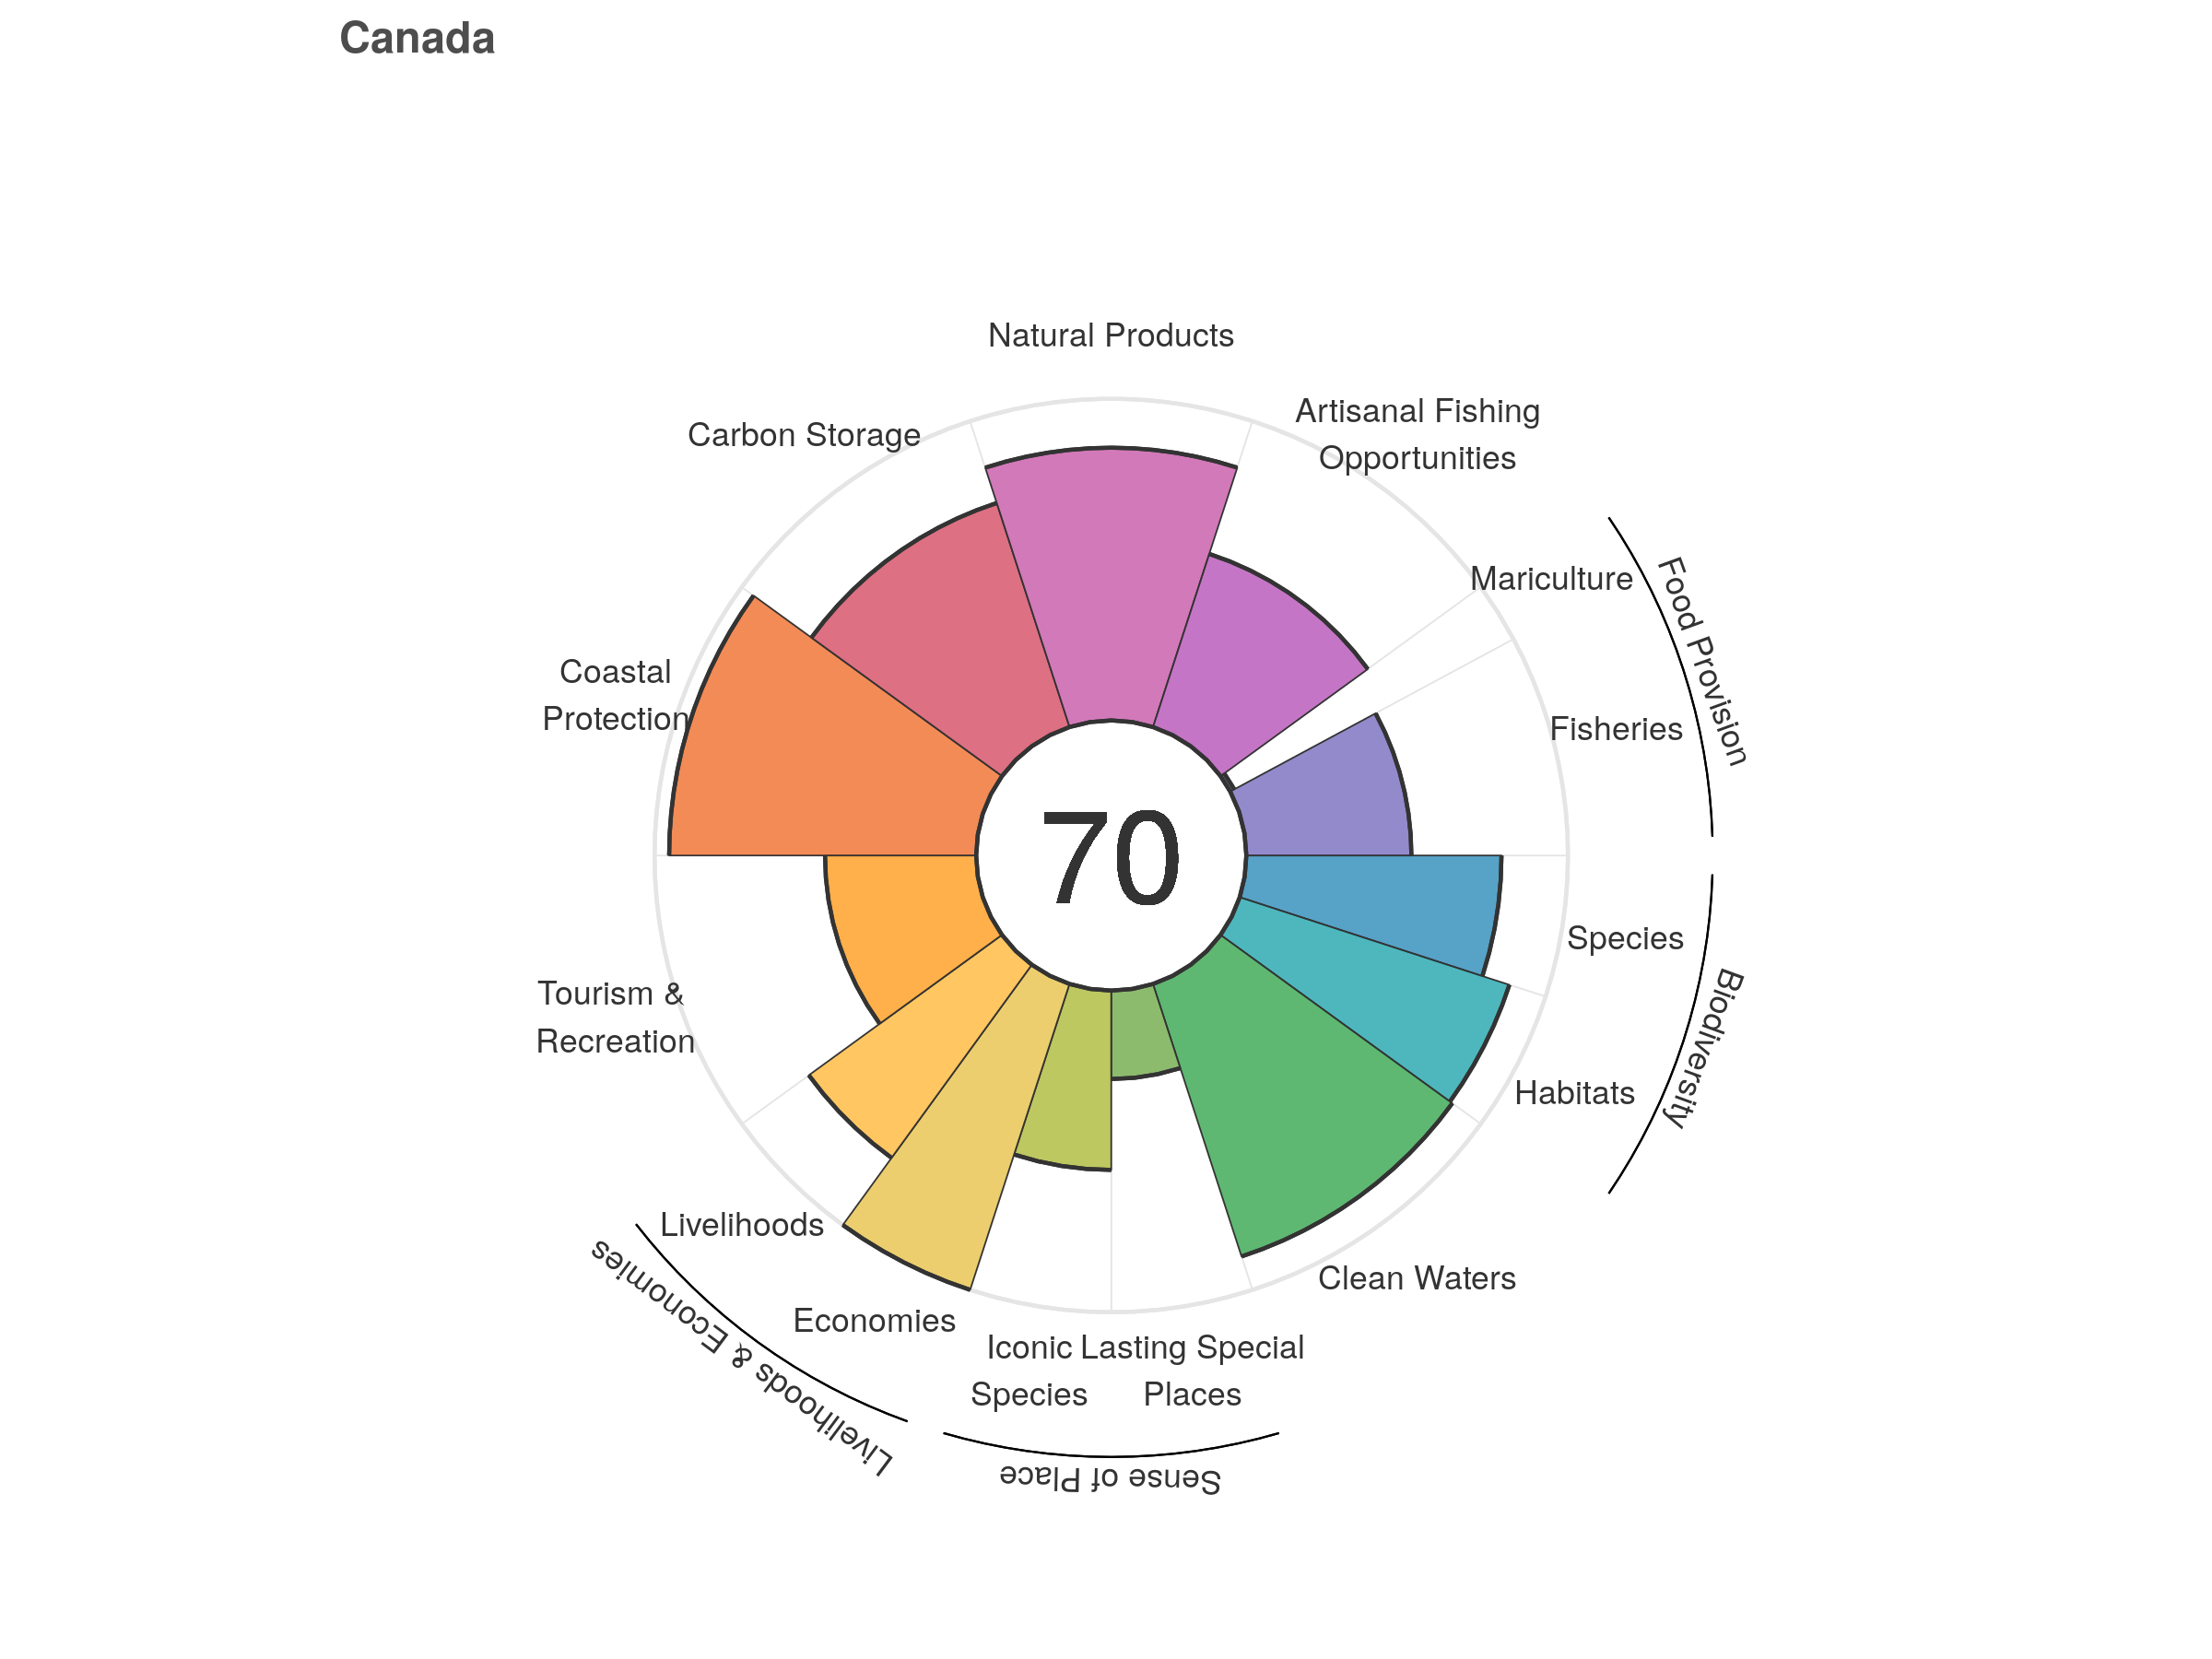 Canada
Natural Products
Artisanal Fishing
Opportunities
Carbon Storage
Mariculture
Food Provision
Fisheries
Coastal
Protection
70
Species
Biodiversity
Habitats
Tourism &
Recreation
Livelihoods
Livelihoods & Economies
Clean Waters
Economies
Iconic
Species
Lasting Special
Places
Sense of Place